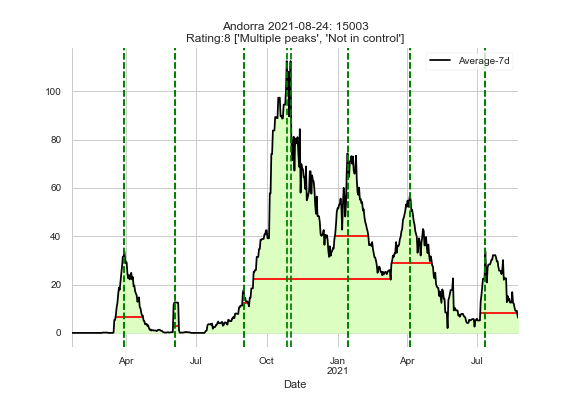 Andorra 2021-08-24: 15003
Rating:8 ['Multiple peaks', 'Not in control']
Average-7d
100
80
60
40
20
0
Apr Jul Oct Jan Apr Jul
2021
Date